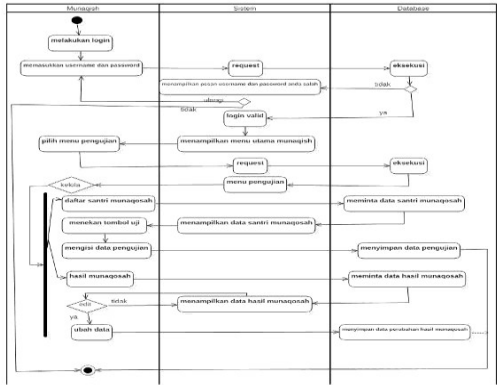 Munaqish
Sistem
Database
melakukan login
memasukkan username dan password
request
eksekusi
menampilkan pesan username dan password anda salah
tidak
ulangi
tidak
ya
login valid
pilih menu pengujian
menampilkan menu utama munaqish
request
eksekusi
menu pengujian
kelola
daftar santri munaqosah
meminta data santri munaqosah
menekan tombol uji
menampilkan data santri munaqosah
mengisi data pengujian
menyimpan data pengujian
hasil munaqosah
meminta data hasil munaqosah
edit
tidak
menampilkan data hasil munaqosah
ya
ubah data
menyimpan data perubahan hasil munaqosah